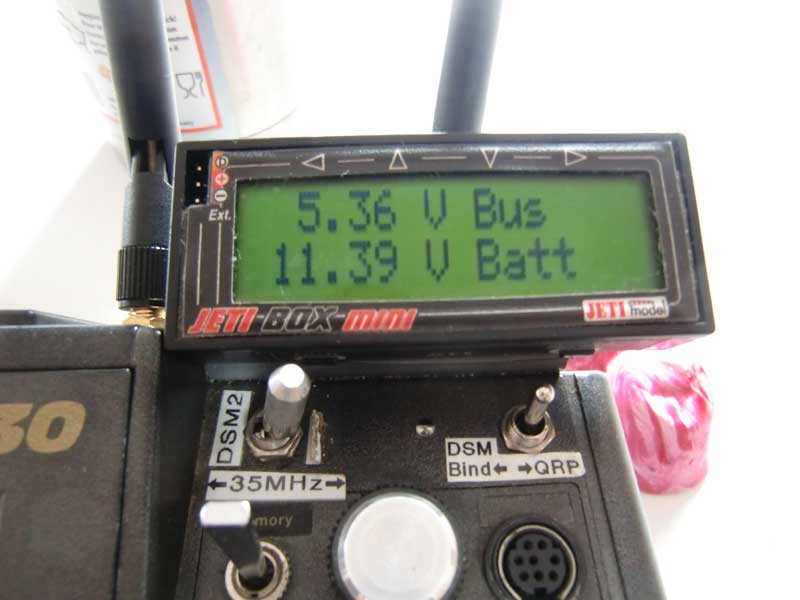 Ext.
5.36 V Bus
11.39 V Batt
JETI BOX MINI
JETI model
DSM2
←35MHz→
DSM
Bind← →QRP
30